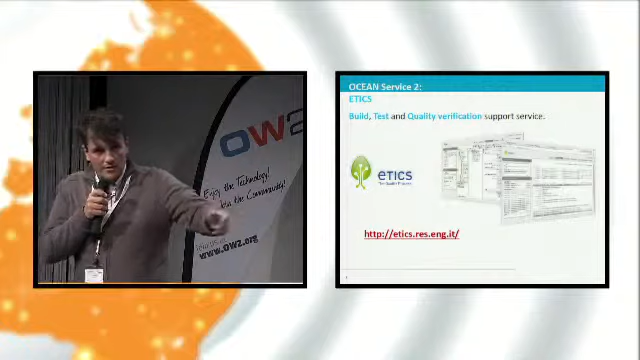 OW2
Enjoy the Technology!
Join the Community!
www.OW2.org
OCEAN Service 2:
ETICS
Build, Test and Quality verification support service.
etics
http://etics.res.eng.it/